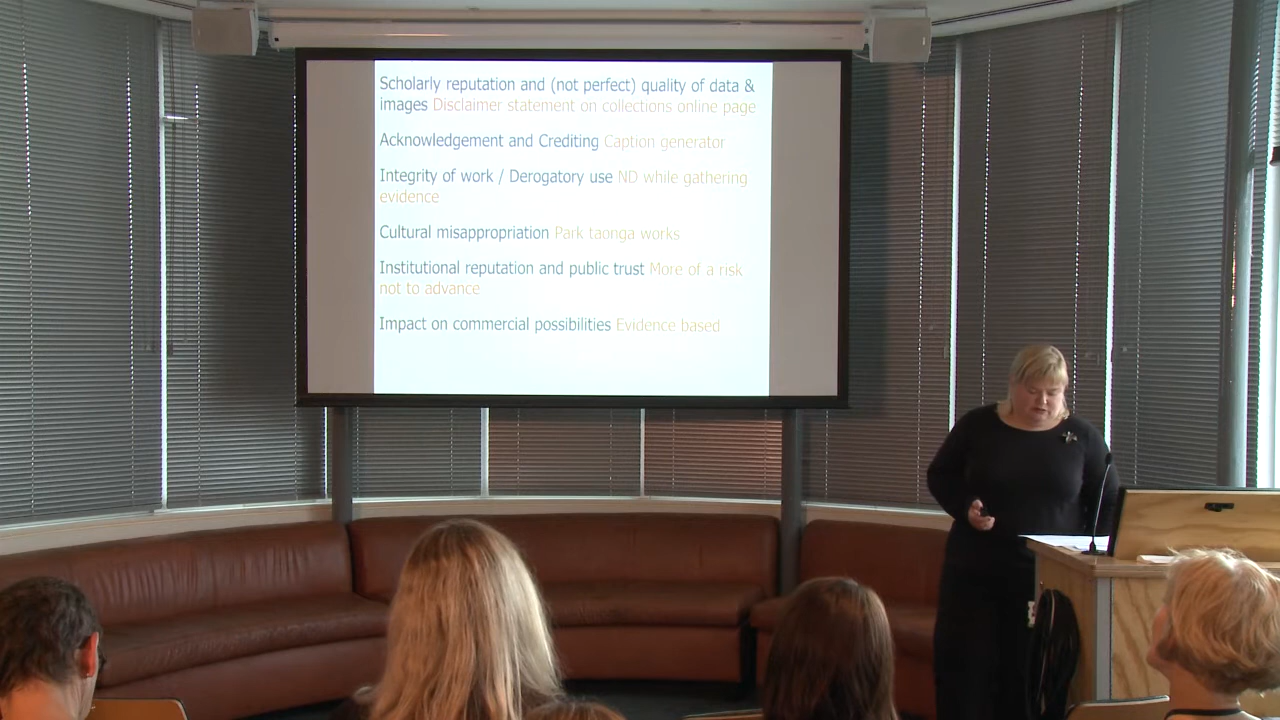 Scholarly reputation and (not perfect) quality of data &
images Disclaimer statement on collections online page
Acknowledgement and Crediting Caption generator
Integrity of work / Derogatory use ND while gathering
evidence
Cultural misappropriation Park taonga works
Institutional reputation and public trust More of a risk
not to advance
Impact on commercial possibilities Evidence based